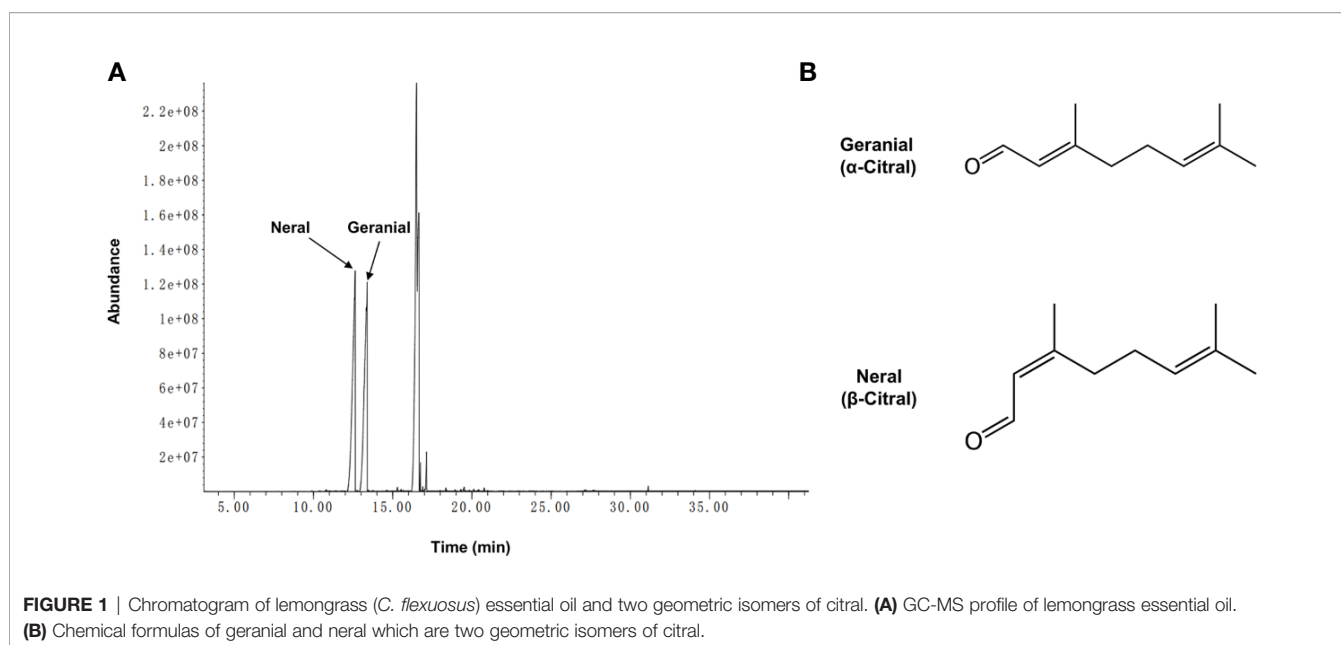 A
Abundance
2.2e+08
2e+08
1.8e+08
1.6e+08
1.4e+08
1.2e+08
1e+08
8e+07
6e+07
4e+07
2e+07
Neral
Geranial
5.00 10.00 15.00 20.00 25.00 30.00 35.00
Time (min)
B
Geranial
(α-Citral)
O
Neral
(β-Citral)
O
FIGURE 1 | Chromatogram of lemongrass (C. flexuosus) essential oil and two geometric isomers of citral. (A) GC-MS profile of lemongrass essential oil.
(B) Chemical formulas of geranial and neral which are two geometric isomers of citral.